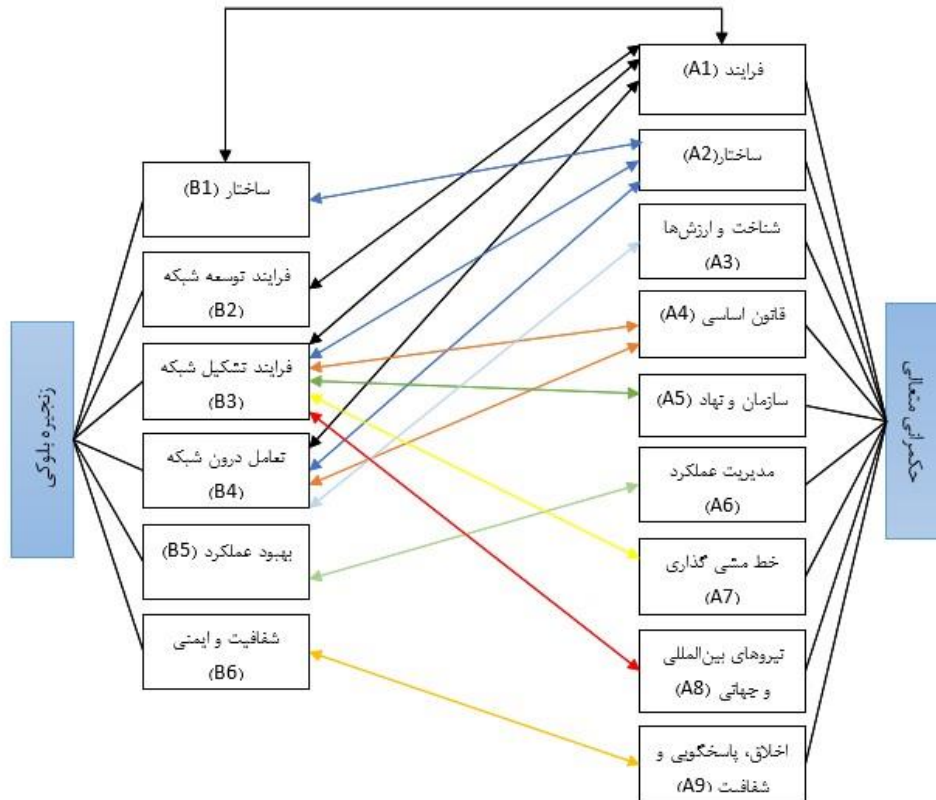 فرایند (A1)
ساختار(A2)
شناخت و ارزش‌ها
(A3)
قانون اساسی (A4)
سازمان و نهاد (A5)
مدیریت عملکرد
(A6)
خط مشی گذاری
(A7)
نیروهای بین‌المللی
و جهانی (A8)
اخلاق، پاسخگویی و
شفافیت (A9)
حکمرانی متعالی
ساختار (B1)
فرایند توسعه شبکه
(B2)
فرایند تشکیل شبکه
(B3)
تعامل درون شبکه
(B4)
بهبود عملکرد (B5)
شفافیت و ایمنی
(B6)
زنجیره بلوکی